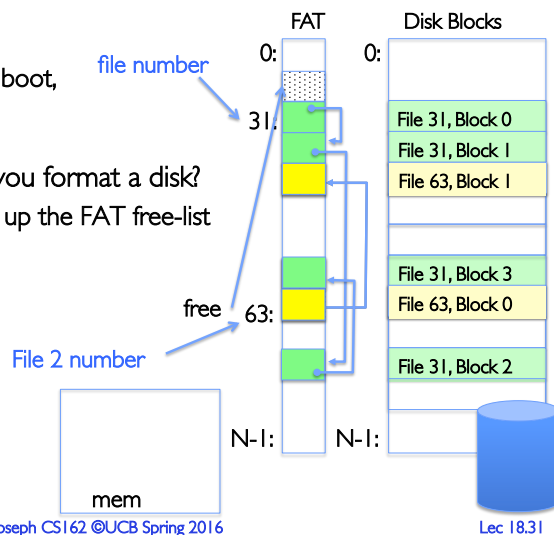 FAT
Disk Blocks
0:
0:
file number
boot,
31:
File 31, Block 0
File 31, Block 1
you format a disk?
File 63, Block 1
up the FAT free-list
File 31, Block 3
free
63:
File 63, Block 0
File 2 number
File 31, Block 2
N-1:
N-1:
mem
oseph CS162 ©UCB Spring 2016
Lec 18.31